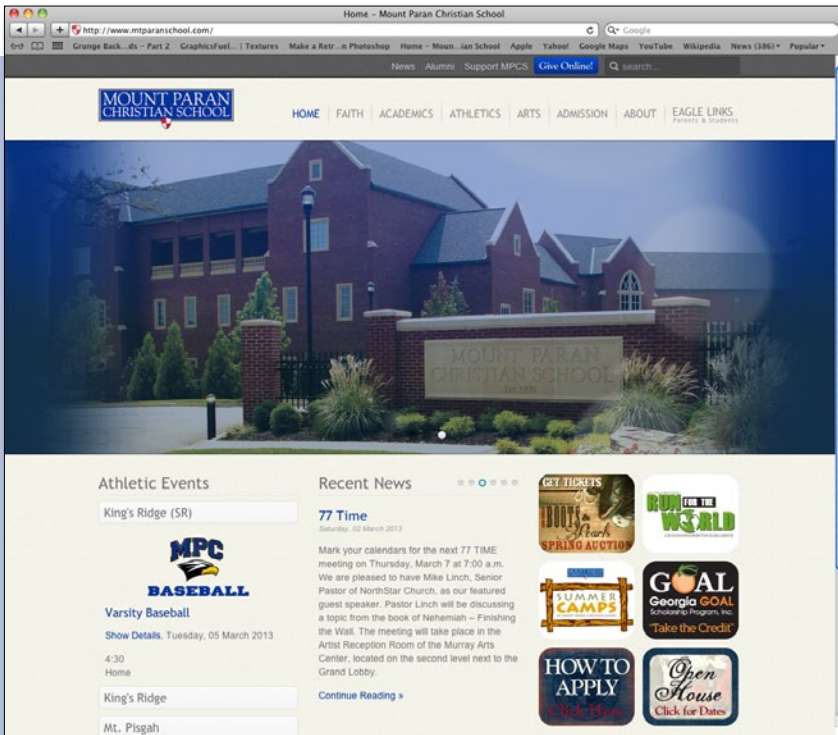 Home – Mount Paran Christian School
http://www.mtparanschool.com/
Google
Grunge Back...ds - Part 2 GraphicsFuel... | Textures Make a Retr...n Photoshop Home - Moun...ian School Apple Yahoo! Google Maps YouTube Wikipedia News (386) Popular
News Alumni Support MPCS Give Online! search...
MOUNT PARAN
CHRISTIAN SCHOOL
HOME FAITH ACADEMICS ATHLETICS ARTS ADMISSION ABOUT EAGLE LINKS
Parents & Students
MOUNT PARAN
CHRISTIAN SCHOOL
Athletic Events
King's Ridge (SR)
MPC
BASEBALL
Varsity Baseball
Show Details, Tuesday, 05 March 2013
4:30
Home
King's Ridge
Mt. Pisgah
Recent News
77 Time
Saturday, 02 March 2013
Mark your calendars for the next 77 TIME
meeting on Thursday, March 7 at 7:00 a.m.
We are pleased to have Mike Linch, Senior
Pastor of NorthStar Church, as our featured
guest speaker. Pastor Linch will be discussing
a topic from the book of Nehemiah – Finishing
the Wall. The meeting will take place in the
Artist Reception Room of the Murray Arts
Center, located on the second level next to the
Grand Lobby.
Continue Reading »
GET TICKETS
BOOTS &
Pearls
SPRING AUCTION
RUN FOR THE
WORLD
SUMMER
CAMPS
GOAL
Georgia GOAL
Scholarship Program, Inc.
"Take the Credit"
HOW TO
APPLY
Click Here
Open
House
Click for Dates